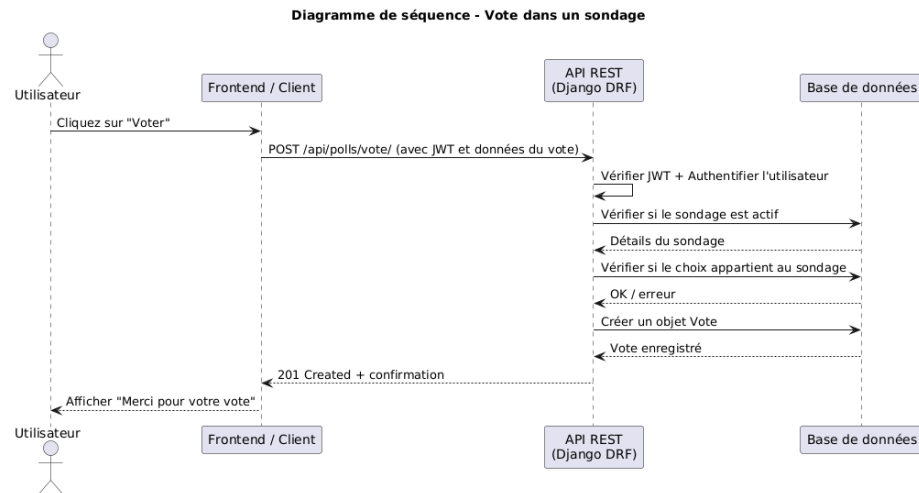 Diagramme de séquence - Vote dans un sondage
Utilisateur
Frontend / Client
API REST
(Django DRF)
Base de données
Cliquez sur "Voter"
POST /api/polls/vote/ (avec JWT et données du vote)
Vérifier JWT + Authentifier l'utilisateur
Vérifier si le sondage est actif
Détails du sondage
Vérifier si le choix appartient au sondage
OK / erreur
Créer un objet Vote
Vote enregistré
201 Created + confirmation
Afficher "Merci pour votre vote"
Utilisateur
Frontend / Client
API REST
(Django DRF)
Base de données